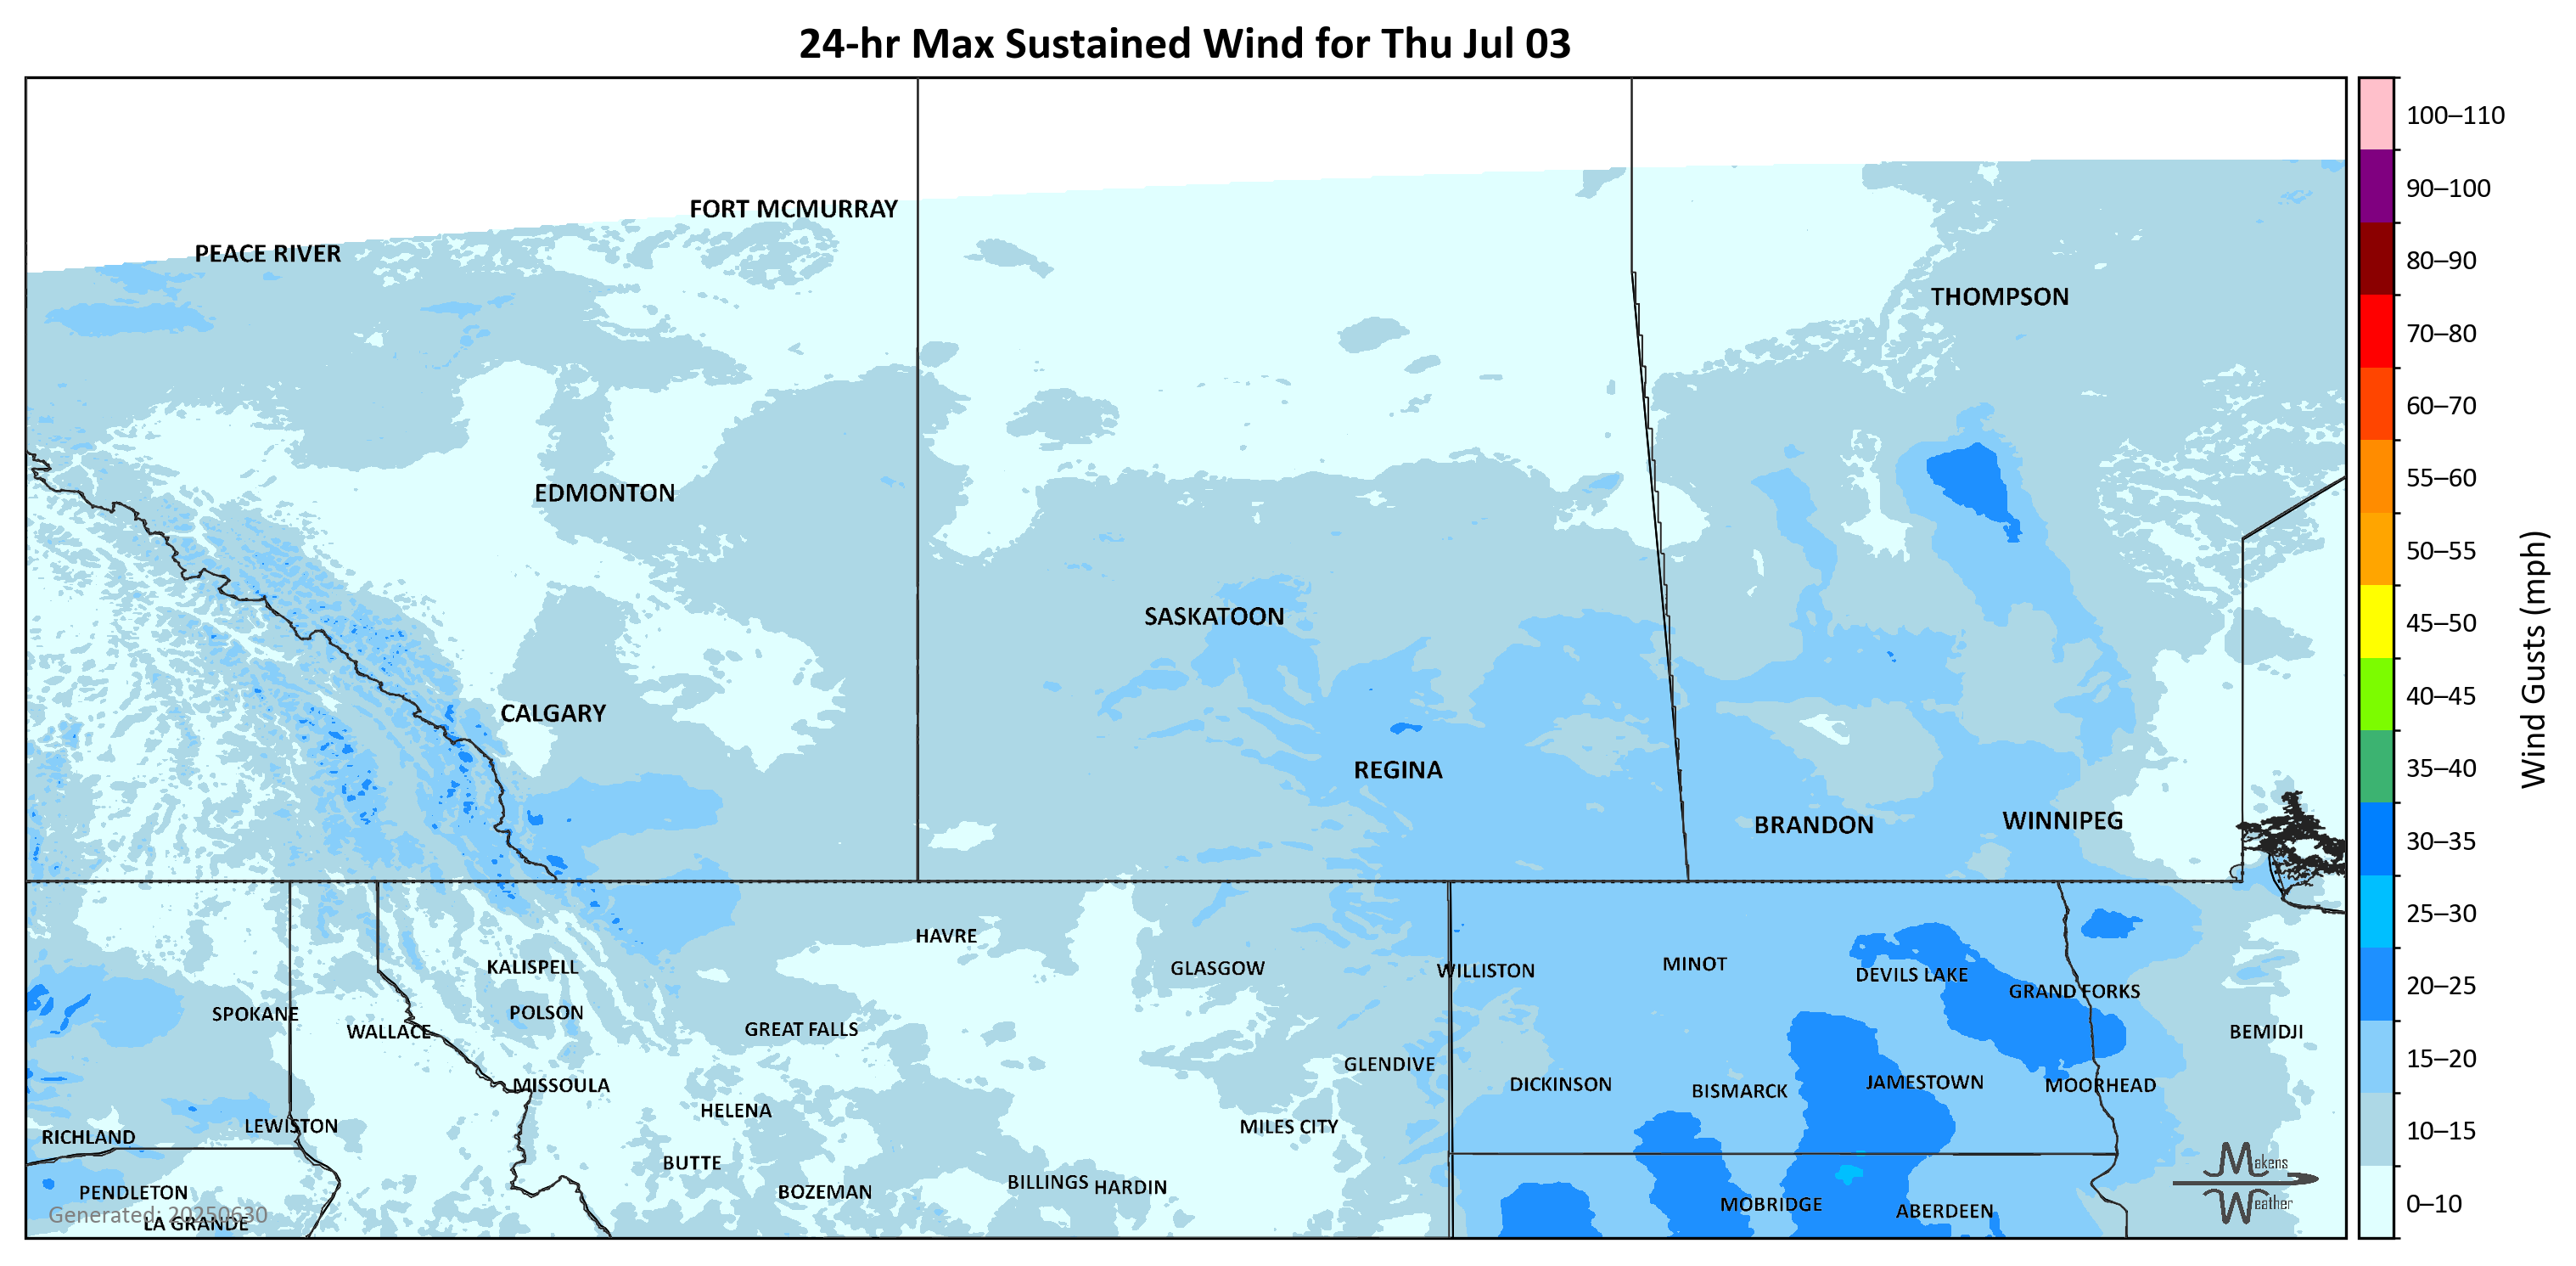 24-hr Max Sustained Wind for Thu Jul 03
100–110
90–100
80–90
70–80
60–70
55–60
50–55
45–50
40–45
35–40
30–35
25–30
20–25
15–20
10–15
0–10
Wind Gusts (mph)
FORT MCMURRAY
PEACE RIVER
THOMPSON
EDMONTON
SASKATOON
CALGARY
REGINA
BRANDON
WINNIPEG
HAVRE
KALISPELL
GLASGOW
WILLISTON
MINOT
DEVILS LAKE
GRAND FORKS
SPOKANE
POLSON
WALLACE
GREAT FALLS
BEMIDJI
GLENDIVE
MISSOULA
DICKINSON
BISMARCK
JAMESTOWN
MOORHEAD
HELENA
LEWISTON
MILES CITY
RICHLAND
BUTTE
PENDLETON
BOZEMAN
BILLINGS
HARDIN
MOBRIDGE
ABERDEEN
LA GRANDE
Generated: 20250630
Makens
Weather